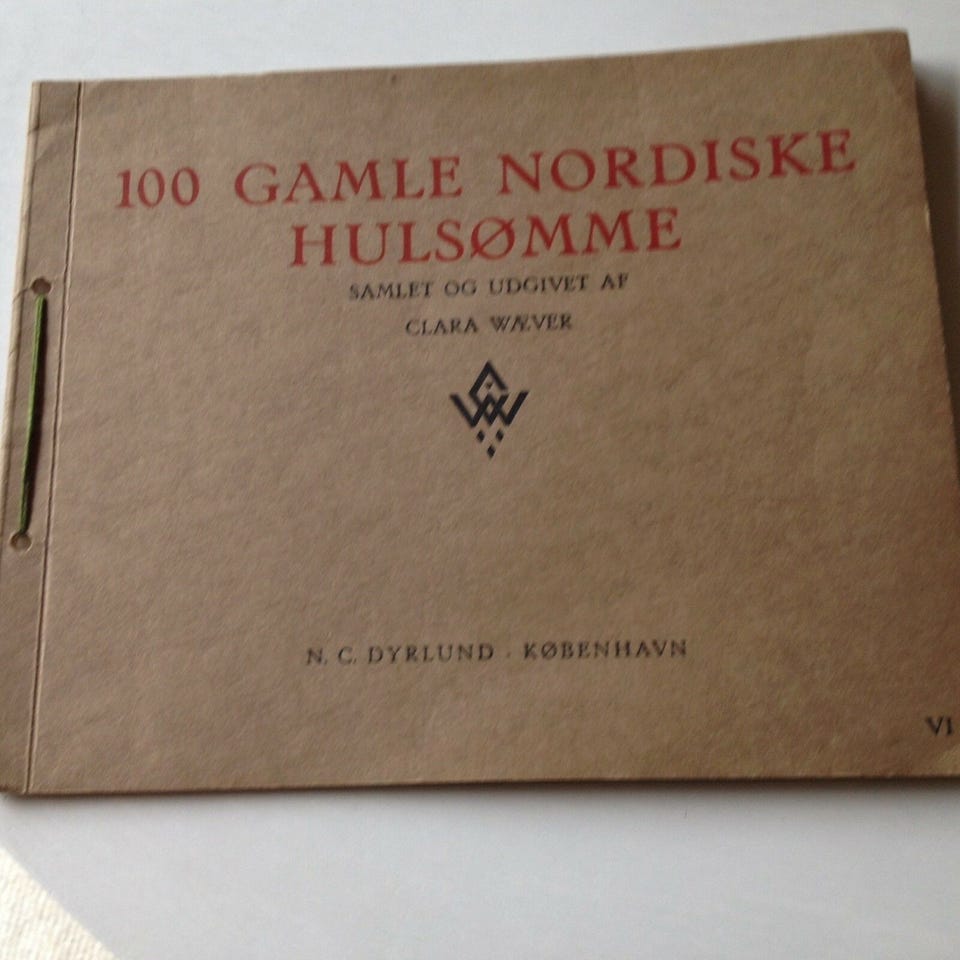 100 GAMLE NORDISKE
HULSØMME
SAMLET OG UDGIVET AF
CLARA WÆVER
N. C. DYRLUND · KØBENHAVN
VI